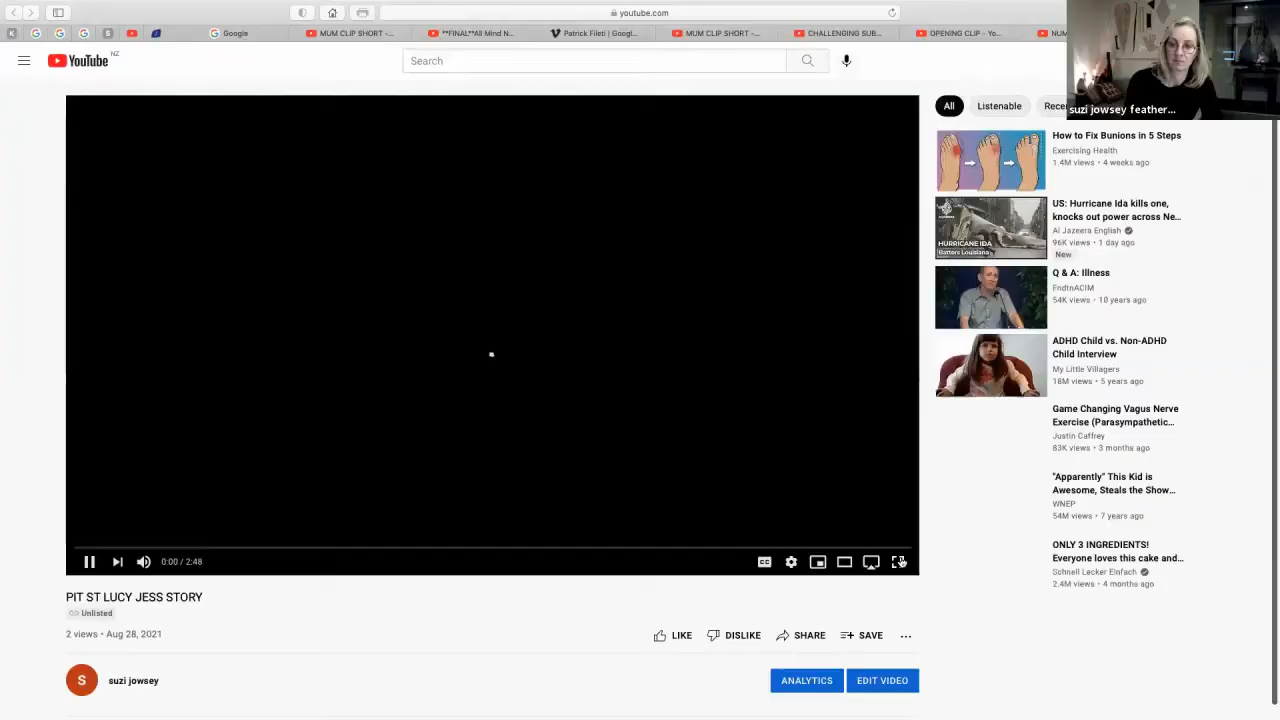 youtube.com
Google
MUM CLIP SHORT -...
**FINAL**All Mind N...
Patrick Fileti | Googl...
MUM CLIP SHORT -...
CHALLENGING SUB...
OPENING CLIP - Yo...
NUM
YouTube NZ
Search
suzi jowsey feather...
All
Listenable
Rece
How to Fix Bunions in 5 Steps
Exercising Health
1.4M views • 4 weeks ago
HURRICANE IDA
Batters Louisiana
US: Hurricane Ida kills one,
knocks out power across Ne...
Al Jazeera English
96K views • 1 day ago
New
Q & A: Illness
FndtnACIM
54K views • 10 years ago
ADHD Child vs. Non-ADHD
Child Interview
My Little Villagers
18M views • 5 years ago
Game Changing Vagus Nerve
Exercise (Parasympathetic...
Justin Caffrey
83K views • 3 months ago
"Apparently" This Kid is
Awesome, Steals the Show...
WNEP
54M views • 7 years ago
ONLY 3 INGREDIENTS!
Everyone loves this cake and...
Schnell Lecker Einfach
2.4M views • 4 months ago
0:00 / 2:48
PIT ST LUCY JESS STORY
Unlisted
2 views • Aug 28, 2021
LIKE
DISLIKE
SHARE
SAVE
S
suzi jowsey
ANALYTICS
EDIT VIDEO